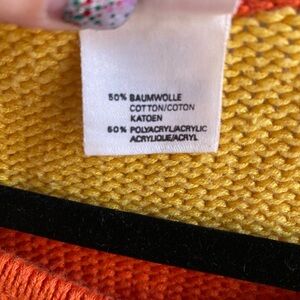 50% BAUMWOLLE
COTTON/COTON
KATOEN
50% POLYACRYL/ACRYLIC
ACRYLIQUE/ACRYL